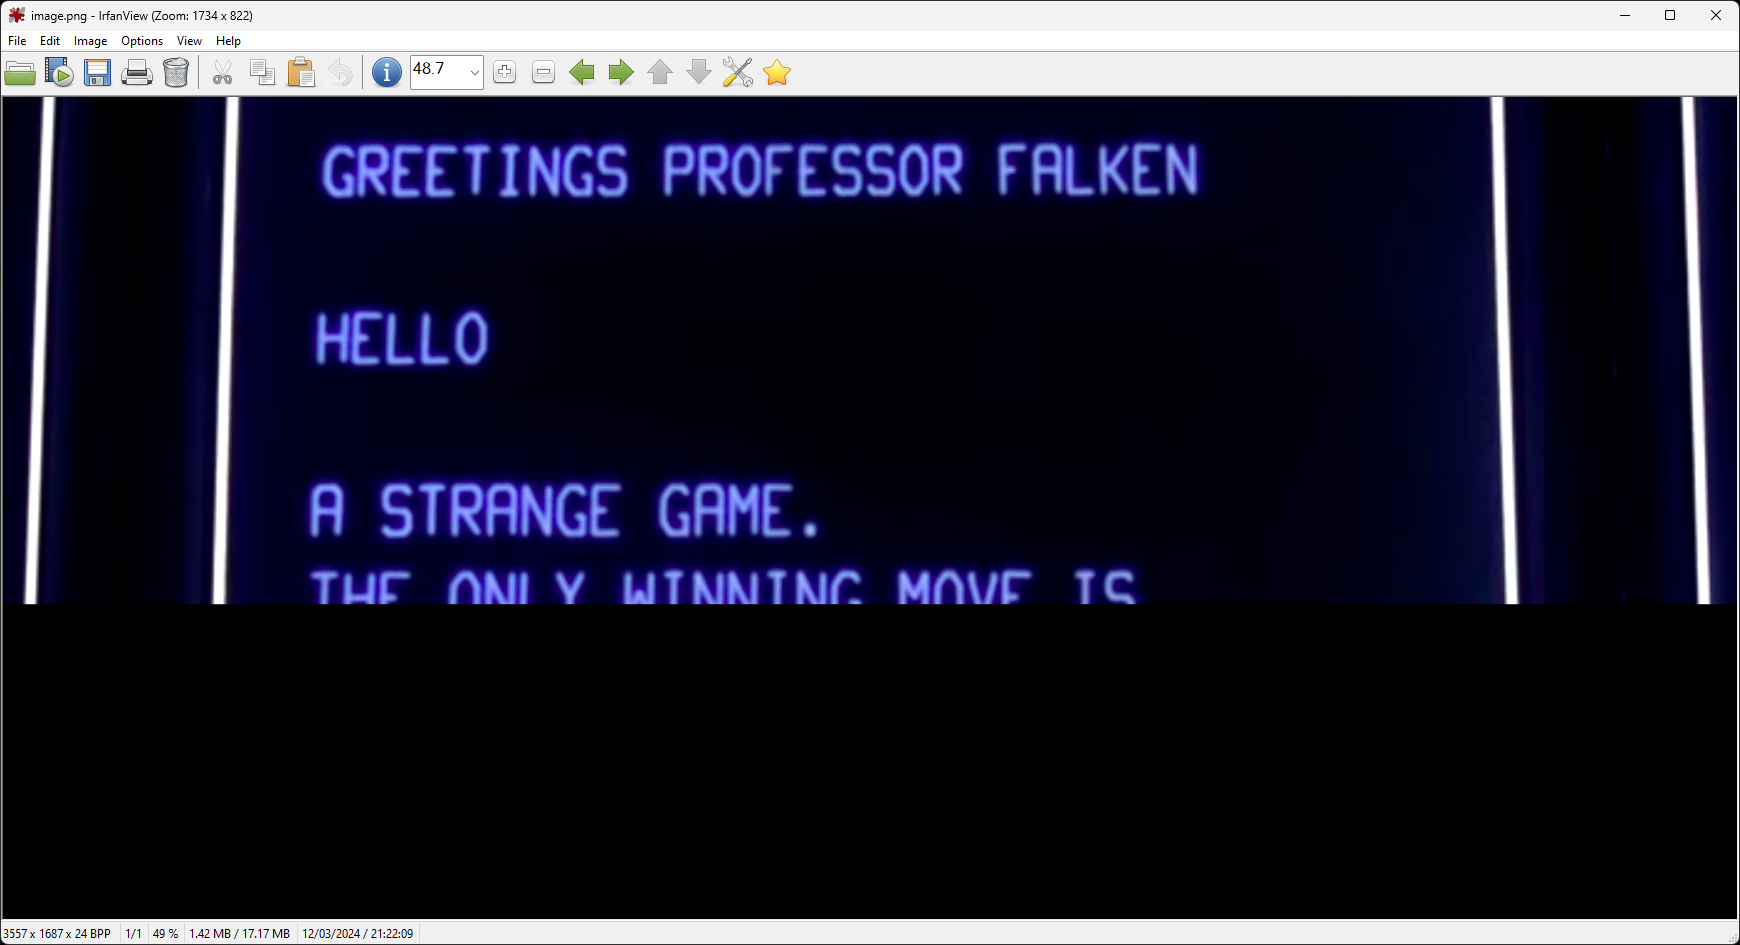 image.png - IrfanView (Zoom: 1734 x 822)
File Edit Image Options View Help
48.7
GREETINGS PROFESSOR FALKEN
HELLO
A STRANGE GAME.
THE ONLY WINNING MOVE IS
3557 x 1687 x 24 BPP 1/1 49 % 1.42 MB / 17.17 MB 12/03/2024 / 21:22:09